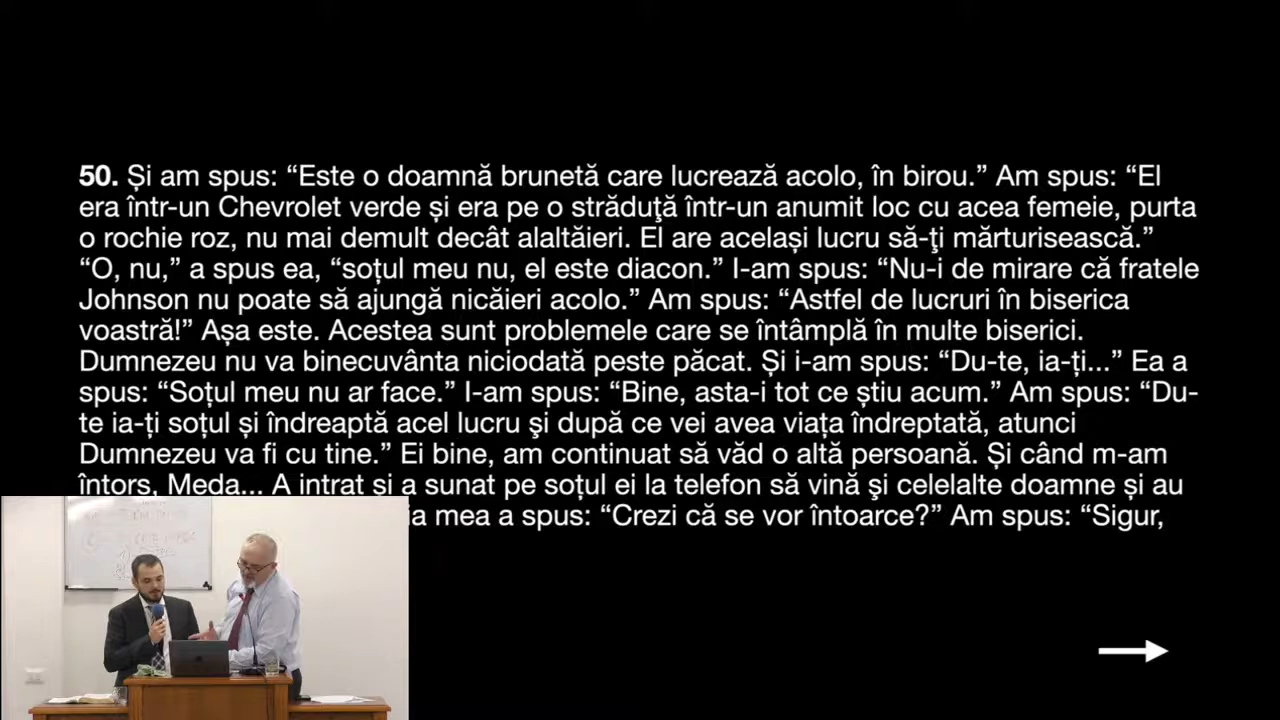 50. Și am spus: “Este o doamnă brunetă care lucrează acolo, în birou.” Am spus: “El
era într-un Chevrolet verde și era pe o străduţă într-un anumit loc cu acea femeie, purta
o rochie roz, nu mai demult decât alaltăieri. El are același lucru să-ţi mărturisească.”
“O, nu,” a spus ea, “soțul meu nu, el este diacon.” I-am spus: “Nu-i de mirare că fratele
Johnson nu poate să ajungă nicăieri acolo.” Am spus: “Astfel de lucruri în biserica
voastră!” Așa este. Acestea sunt problemele care se întâmplă în multe biserici.
Dumnezeu nu va binecuvânta niciodată peste păcat. Și i-am spus: “Du-te, ia-ți...” Ea a
spus: “Soțul meu nu ar face.” I-am spus: “Bine, asta-i tot ce știu acum.” Am spus: “Du-
te ia-ți soțul și îndreaptă acel lucru şi după ce vei avea viața îndreptată, atunci
Dumnezeu va fi cu tine.” Ei bine, am continuat să văd o altă persoană. Și când m-am
întors, Meda... A intrat și a sunat pe soțul ei la telefon să vină şi celelalte doamne și au
mea a spus: “Crezi că se vor întoarce?” Am spus: “Sigur,